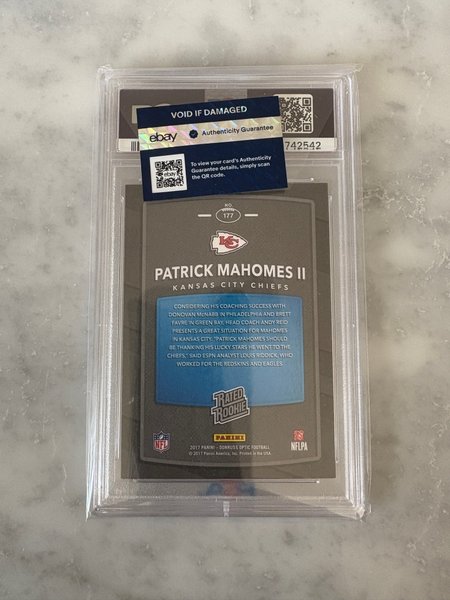 VOID IF DAMAGED
ebay Authenticity Guarantee
742542
ebay
To view your card's Authenticity
Guarantee details, simply scan
the QR code.
NO.
177
KC
PATRICK MAHOMES II
KANSAS CITY CHIEFS
CONSIDERING HIS COACHING SUCCESS WITH
DONOVAN McNABB IN PHILADELPHIA AND BRETT
FAVRE IN GREEN BAY, HEAD COACH ANDY REID
PRESENTS A GREAT SITUATION FOR MAHOMES
IN KANSAS CITY. "PATRICK MAHOMES SHOULD
BE THANKING HIS LUCKY STARS HE WENT TO THE
CHIEFS," SAID ESPN ANALYST LOUIS RIDDICK, WHO
WORKED FOR THE REDSKINS AND EAGLES.
RATED
ROOKIE
PANINI
NFL
NFLPA
2017 PANINI - DONRUSS OPTIC FOOTBALL
© 2017 Panini America, Inc. Printed in the USA.